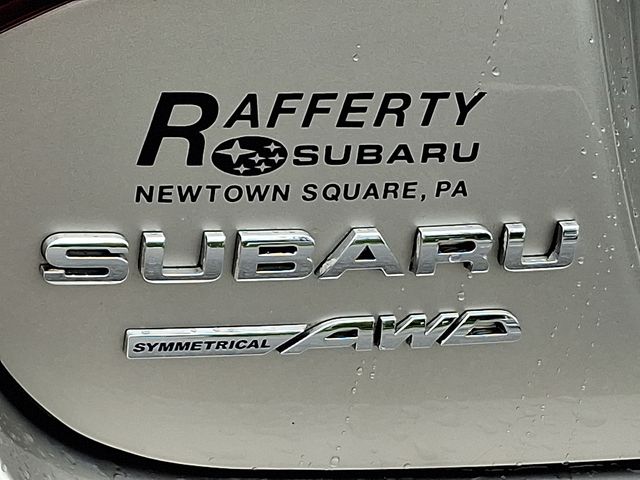 RAFFERTY
SUBARU
NEWTOWN SQUARE, PA
SUBARU
SYMMETRICAL AWD